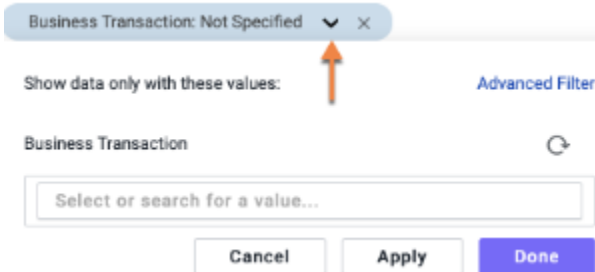 Business Transaction: Not Specified
Show data only with these values: Advanced Filter
Business Transaction
Select or search for a value...
Cancel Apply Done